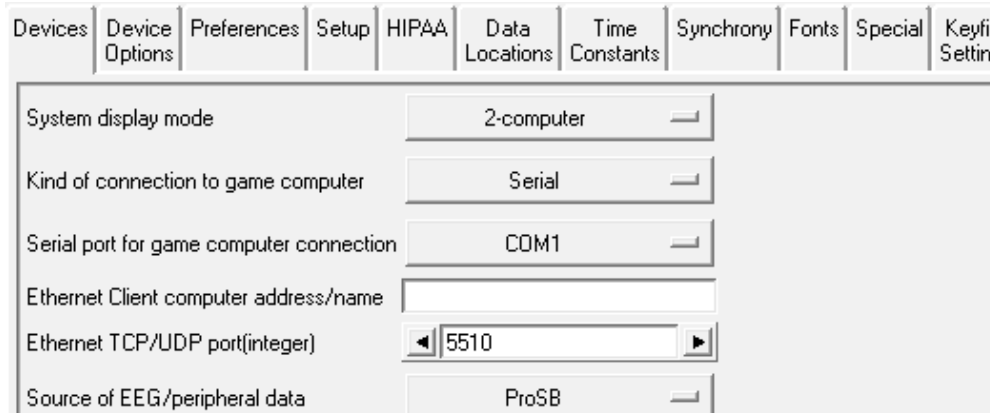 Devices
Device Options
Preferences
Setup
HIPAA
Data Locations
Time Constants
Synchrony
Fonts
Special
Keyfi
Settin
System display mode 2-computer
Kind of connection to game computer Serial
Serial port for game computer connection COM1
Ethernet Client computer address/name
Ethernet TCP/UDP port(integer) 5510
Source of EEG/peripheral data ProSB